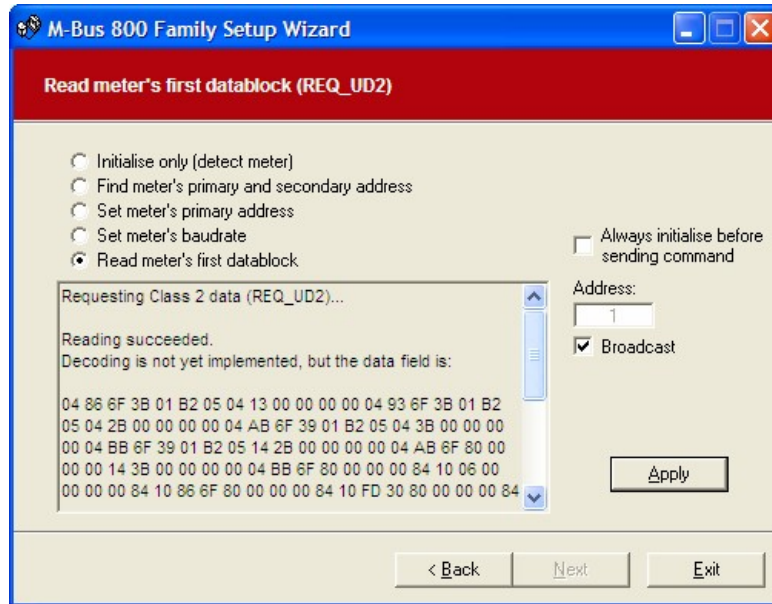 M-Bus 800 Family Setup Wizard
Read meter's first datablock (REQ_UD2)
Initialise only (detect meter)
Find meter's primary and secondary address
Set meter's primary address
Set meter's baudrate
Read meter's first datablock
Requesting Class 2 data (REQ_UD2)...
Reading succeeded.
Decoding is not yet implemented, but the data field is:
04 86 6F 3B 01 B2 05 04 13 00 00 00 00 04 93 6F 3B 01 B2
05 04 2B 00 00 00 00 04 AB 6F 39 01 B2 05 04 3B 00 00 00
00 04 BB 6F 39 01 B2 05 14 2B 00 00 00 00 04 AB 6F 80 00
00 00 14 3B 00 00 00 00 04 BB 6F 80 00 00 00 84 10 06 00
00 00 00 84 10 86 6F 80 00 00 00 84 10 FD 30 80 00 00 00 84
Always initialise before
sending command
Address:
1
Broadcast
Apply
< Back
Next
Exit